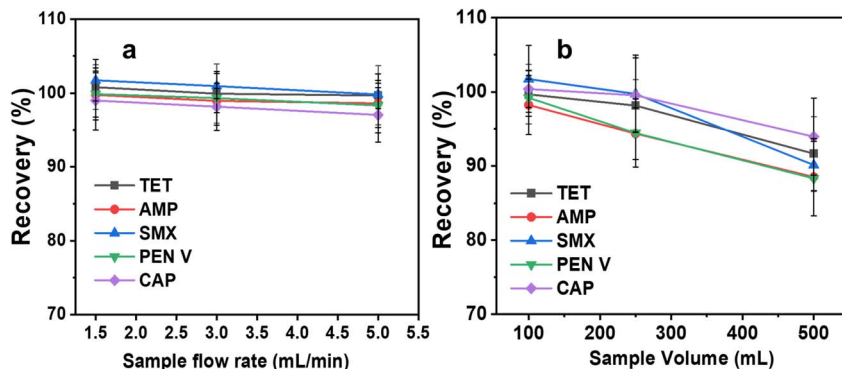 110
a
100
90
80
70
Recovery (%)
TET
AMP
SMX
PEN V
CAP
1.5 2.0 2.5 3.0 3.5 4.0 4.5 5.0 5.5
Sample flow rate (mL/min)
110
b
100
90
80
70
Recovery (%)
TET
AMP
SMX
PEN V
CAP
100 200 300 400 500
Sample Volume (mL)